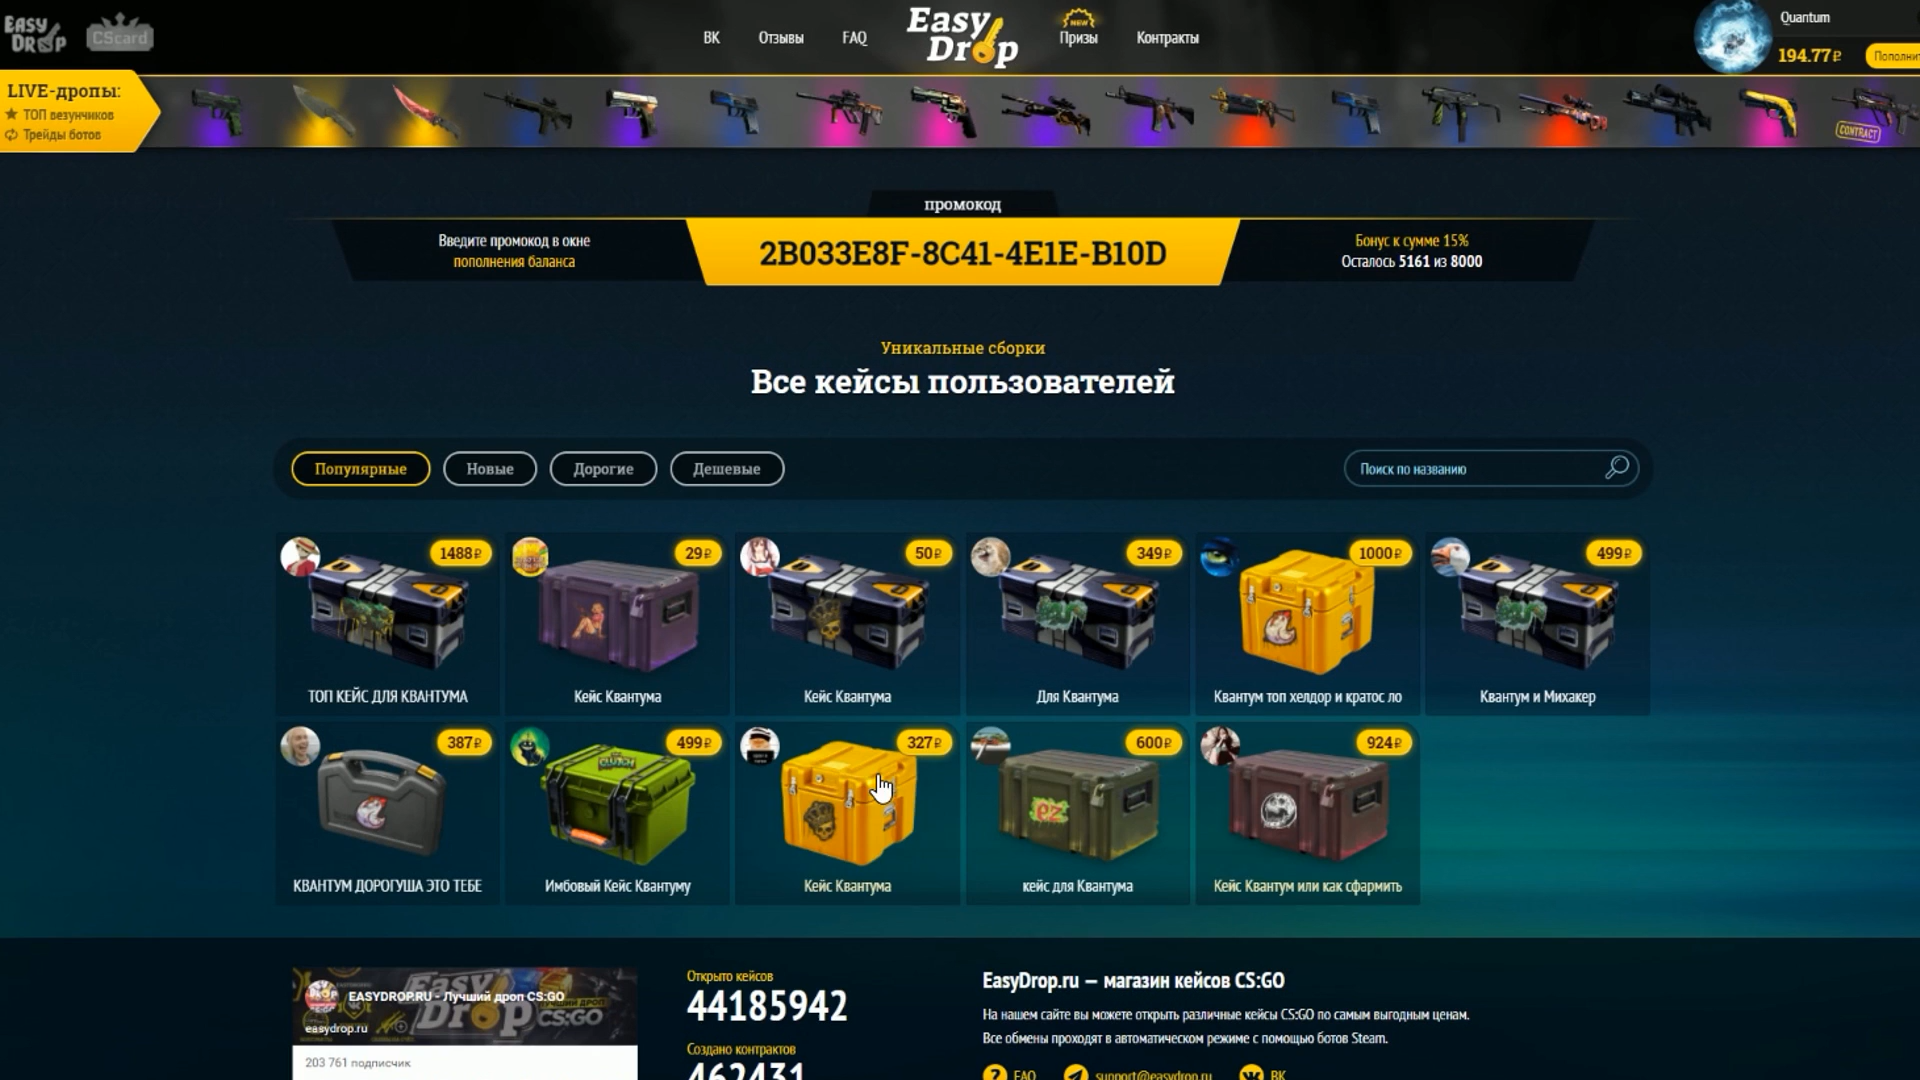 EASY DROP
CScard
ВК
Отзывы
FAQ
Easy Drop
NEW
Призы
Контракты
Quantum
194.77₽
LIVE-дропы:
ТОП везунчиков
Трейды ботов
CONTRACT
промокод
Введите промокод в окне
пополнения баланса
2B033E8F-8C41-4E1E-B10D
Бонус к сумме 15%
Осталось 5161 из 8000
Уникальные сборки
Все кейсы пользователей
Популярные
Новые
Дорогие
Дешевые
Поиск по названию
1488₽
29₽
50₽
349₽
1000₽
499₽
ТОП КЕЙС ДЛЯ КВАНТУМА
Кейс Квантума
Кейс Квантума
Для Квантума
Квантум топ хелдор и кратос ло
Квантум и Михакер
387₽
499₽
327₽
600₽
924₽
CLUTCH
ez
КВАНТУМ ДОРОГУША ЭТО ТЕБЕ
Имбовый Кейс Квантуму
Кейс Квантума
кейс для Квантума
Кейс Квантум или как сфармить
EASYDROP.RU - Лучший дроп CS:GO
easydrop.ru
203 761 подписчик
Открыто кейсов
44185942
Создано контрактов
462431
EasyDrop.ru — магазин кейсов CS:GO
На нашем сайте вы можете открыть различные кейсы CS:GO по самым выгодным ценам.
Все обмены проходят в автоматическом режиме с помощью ботов Steam.
FAQ
support@easydrop.ru
ВК